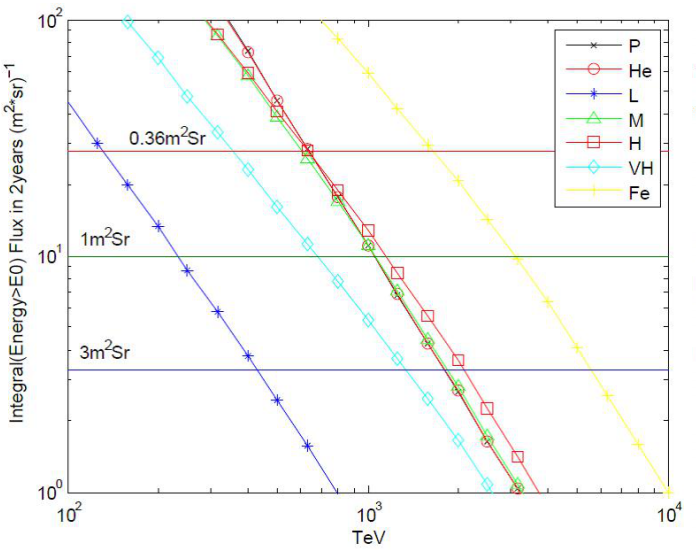 Integral(Energy>E0) Flux in 2years (m²*sr)⁻¹
10²
10¹
10⁰
0.36m²Sr
1m²Sr
3m²Sr
P
He
L
M
H
VH
Fe
10²
10³
10⁴
TeV